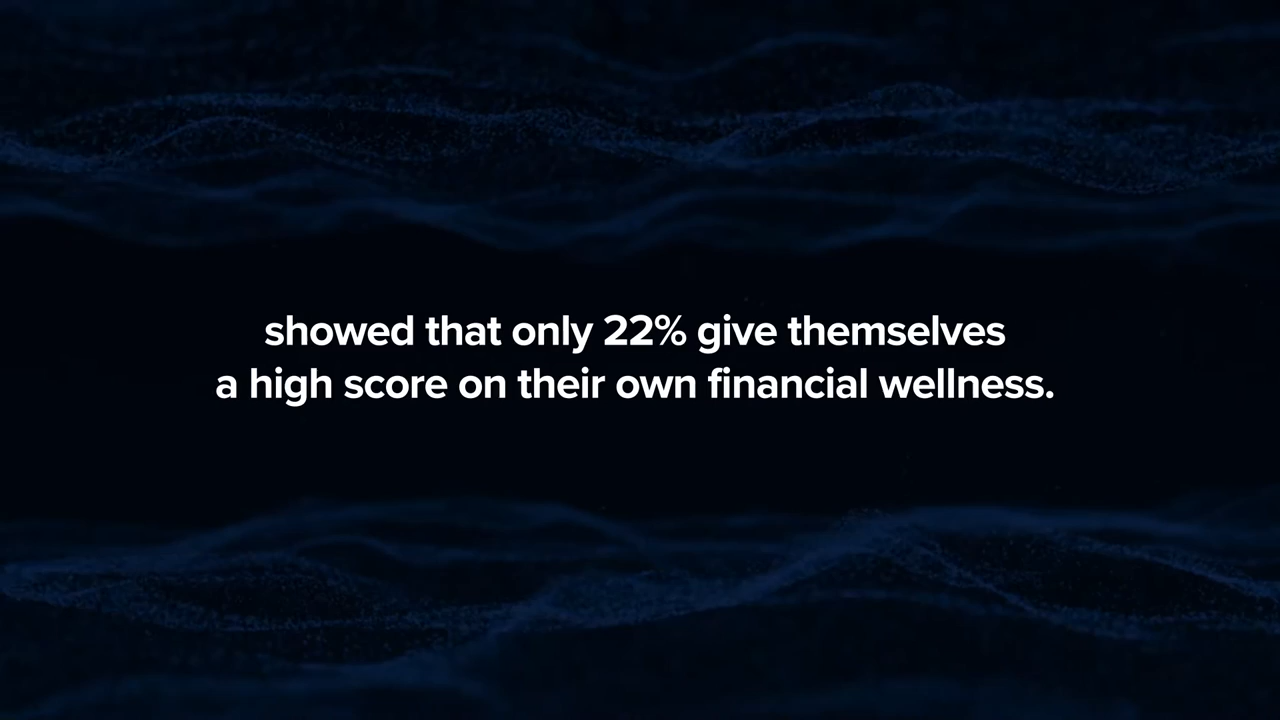 showed that only 22% give themselves
a high score on their own financial wellness.